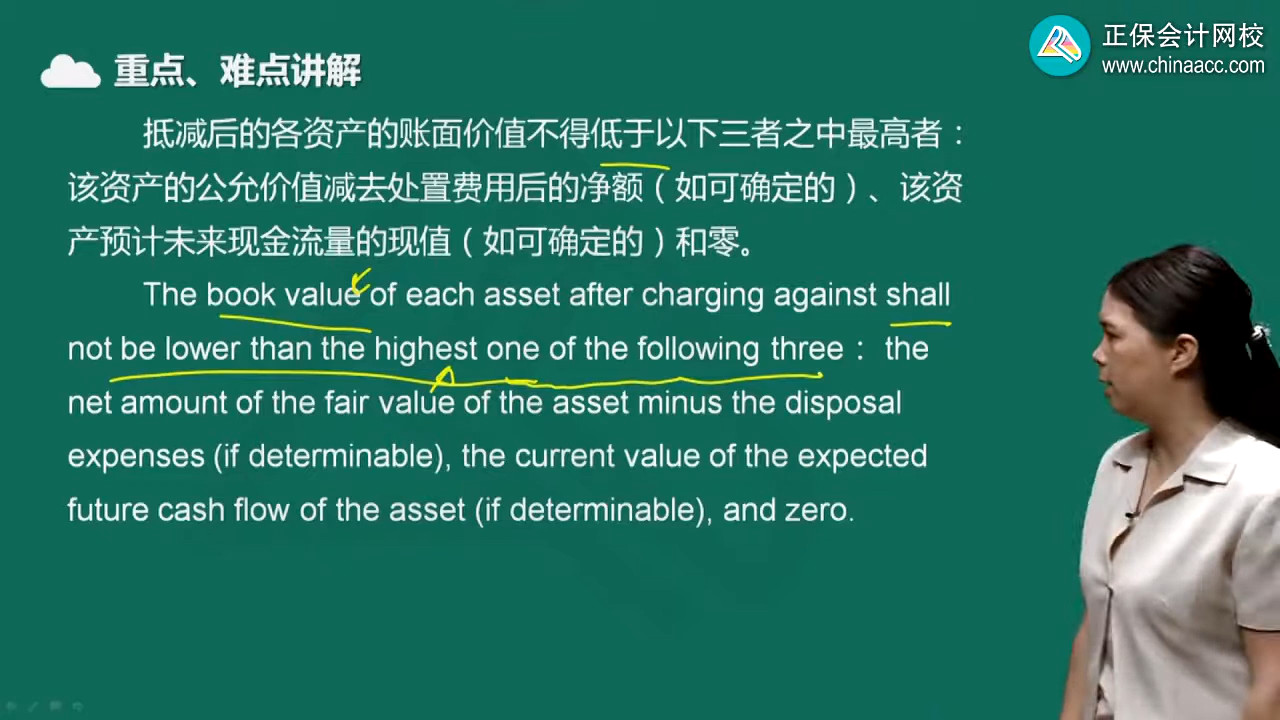 正保会计网校
www.chinaacc.com
重点、难点讲解
抵减后的各资产的账面价值不得低于以下三者之中最高者：
该资产的公允价值减去处置费用后的净额（如可确定的）、该资
产预计未来现金流量的现值（如可确定的）和零。
The book value of each asset after charging against shall
not be lower than the highest one of the following three： the
net amount of the fair value of the asset minus the disposal
expenses (if determinable), the current value of the expected
future cash flow of the asset (if determinable), and zero.